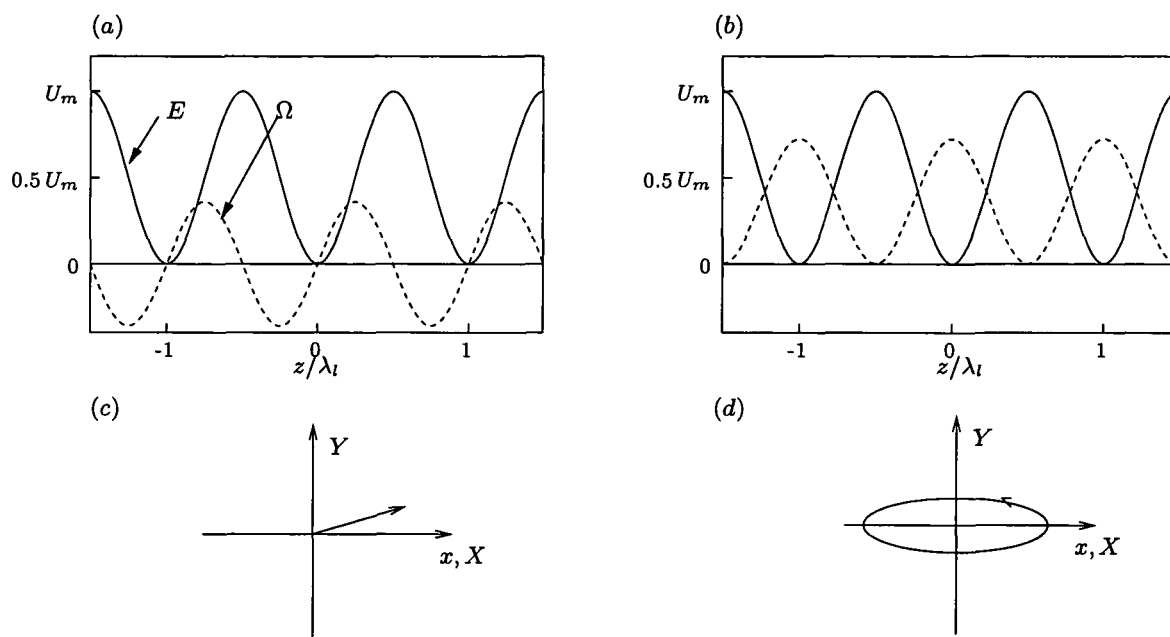 (a)
(b)
U_m
E
Ω
0.5 U_m
0
-1
0
1
z/λ_l
U_m
0.5 U_m
0
-1
0
1
z/λ_l
(c)
(d)
Y
x, X
Y
x, X